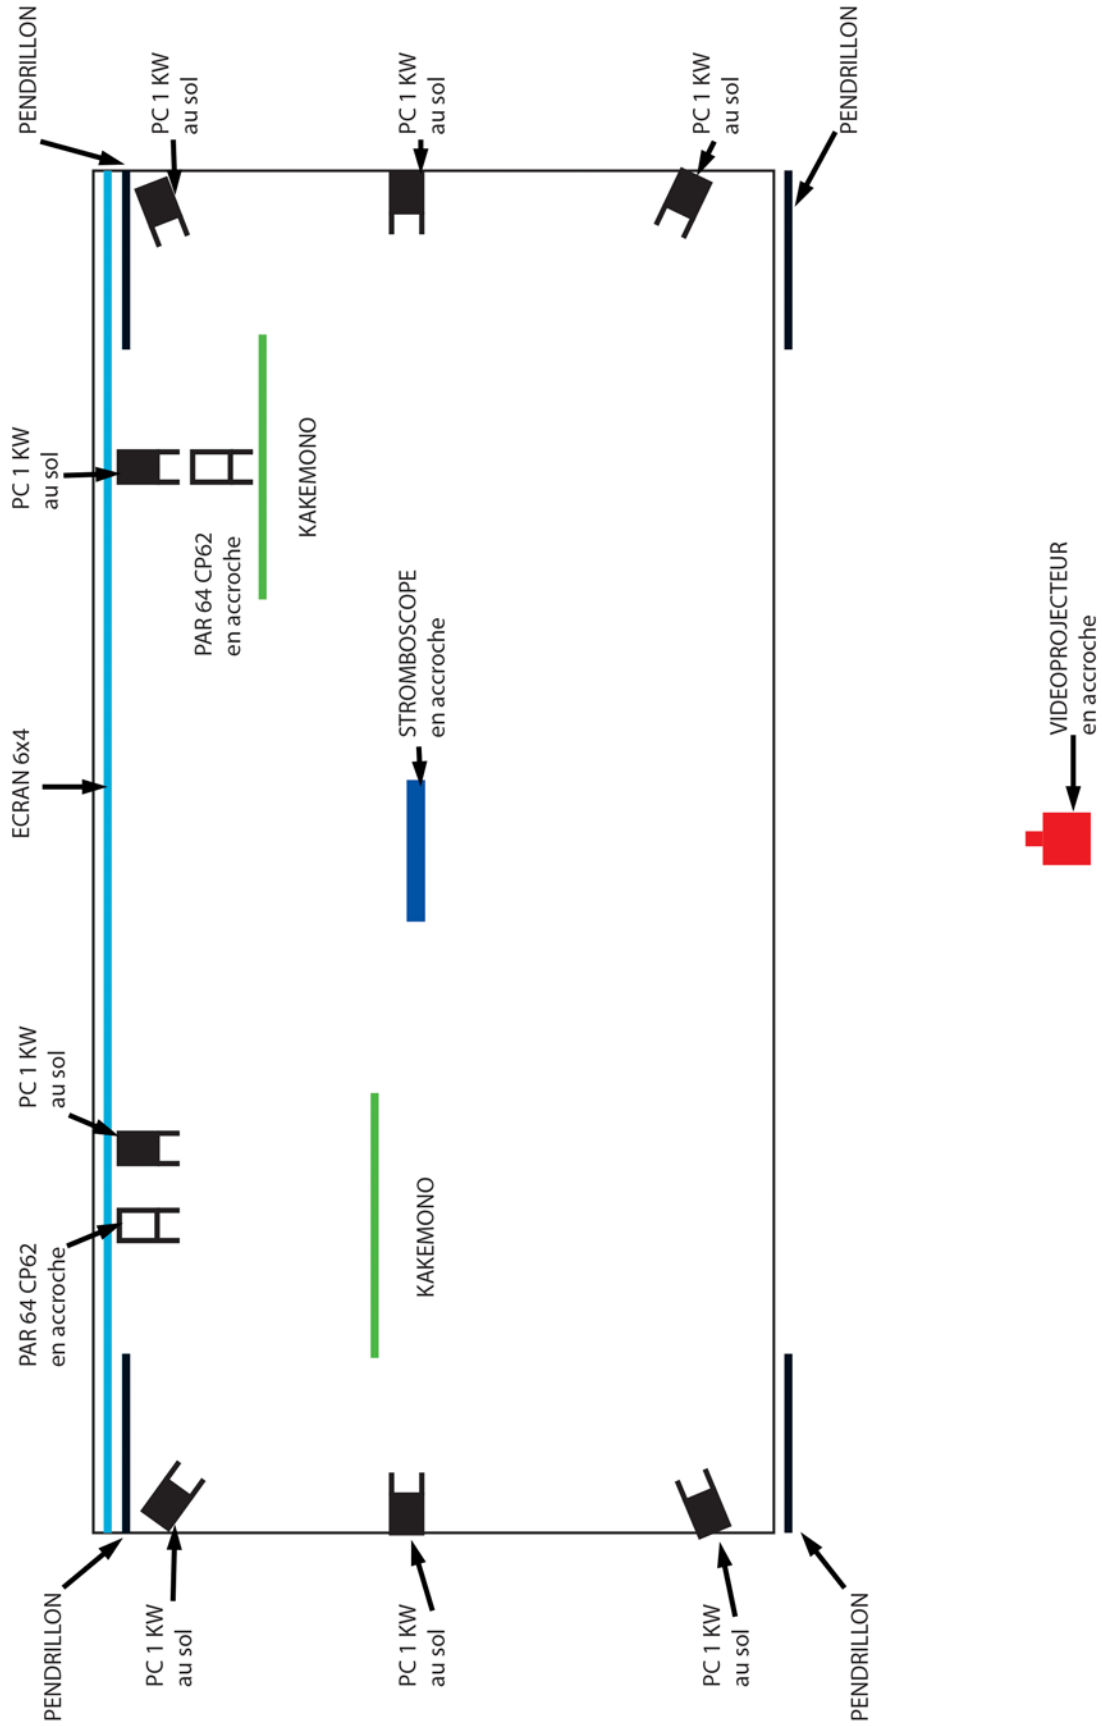 PENDRILLON
PAR 64 CP62
en accroche
PC 1 KW
au sol
ECRAN 6x4
PC 1 KW
au sol
PENDRILLON
PC 1 KW
au sol
PC 1 KW
au sol
PAR 64 CP62
en accroche
KAKEMONO
PC 1 KW
au sol
KAKEMONO
STROMBOSCOPE
en accroche
PC 1 KW
au sol
PC 1 KW
au sol
PC 1 KW
au sol
PENDRILLON
PENDRILLON
VIDEOPROJECTEUR
en accroche